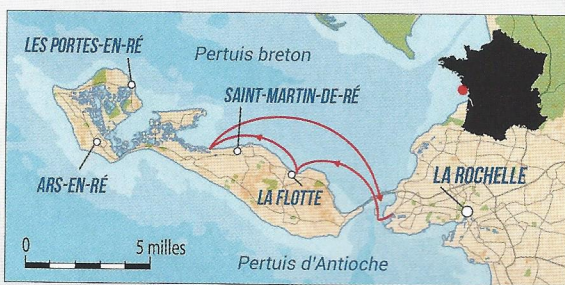 LES PORTES-EN-RÉ
Pertuis breton
SAINT-MARTIN-DE-RÉ
ARS-EN-RÉ
LA FLOTTE
LA ROCHELLE
0 5 milles
Pertuis d'Antioche